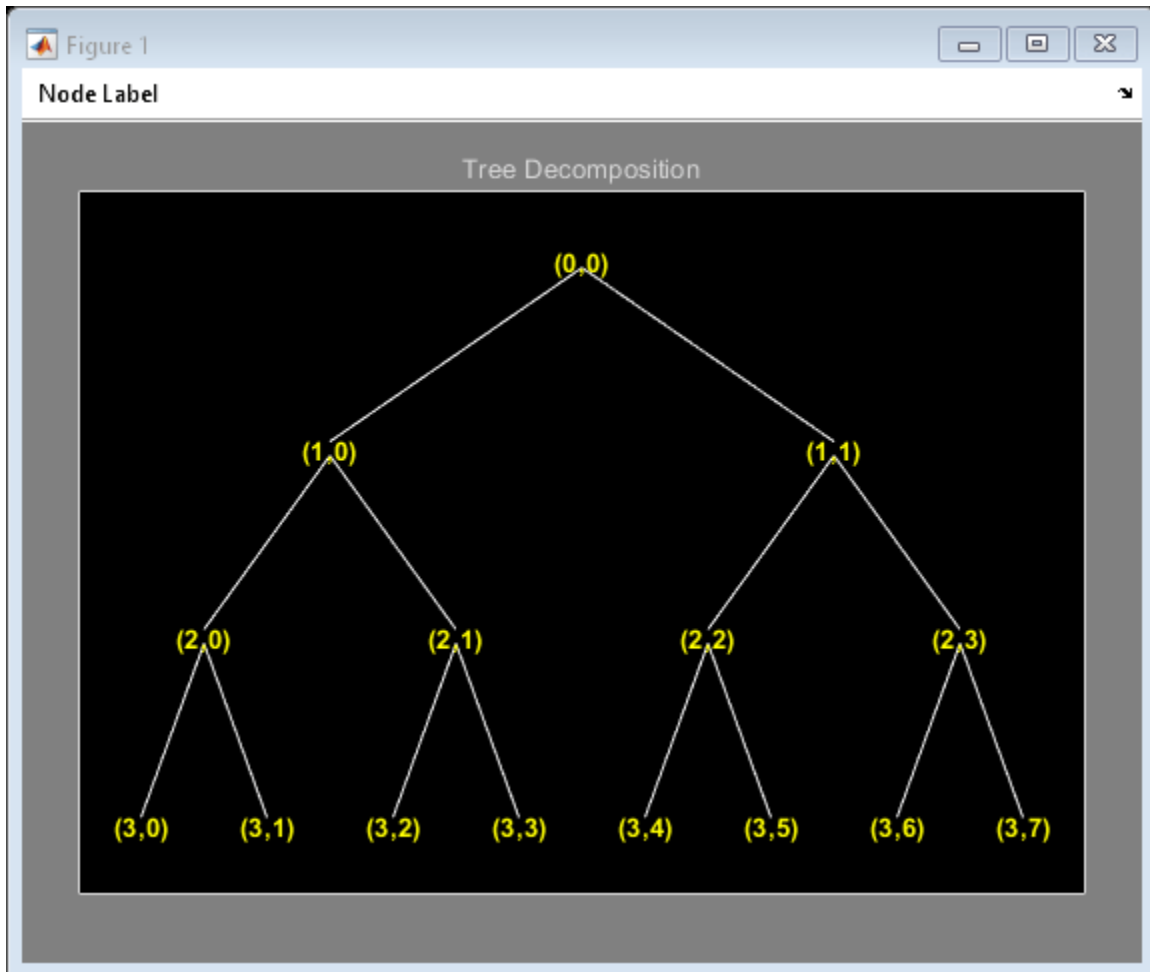 Figure 1
Node Label
Tree Decomposition
(0,0)
(1,0) (1,1)
(2,0) (2,1) (2,2) (2,3)
(3,0) (3,1) (3,2) (3,3) (3,4) (3,5) (3,6) (3,7)